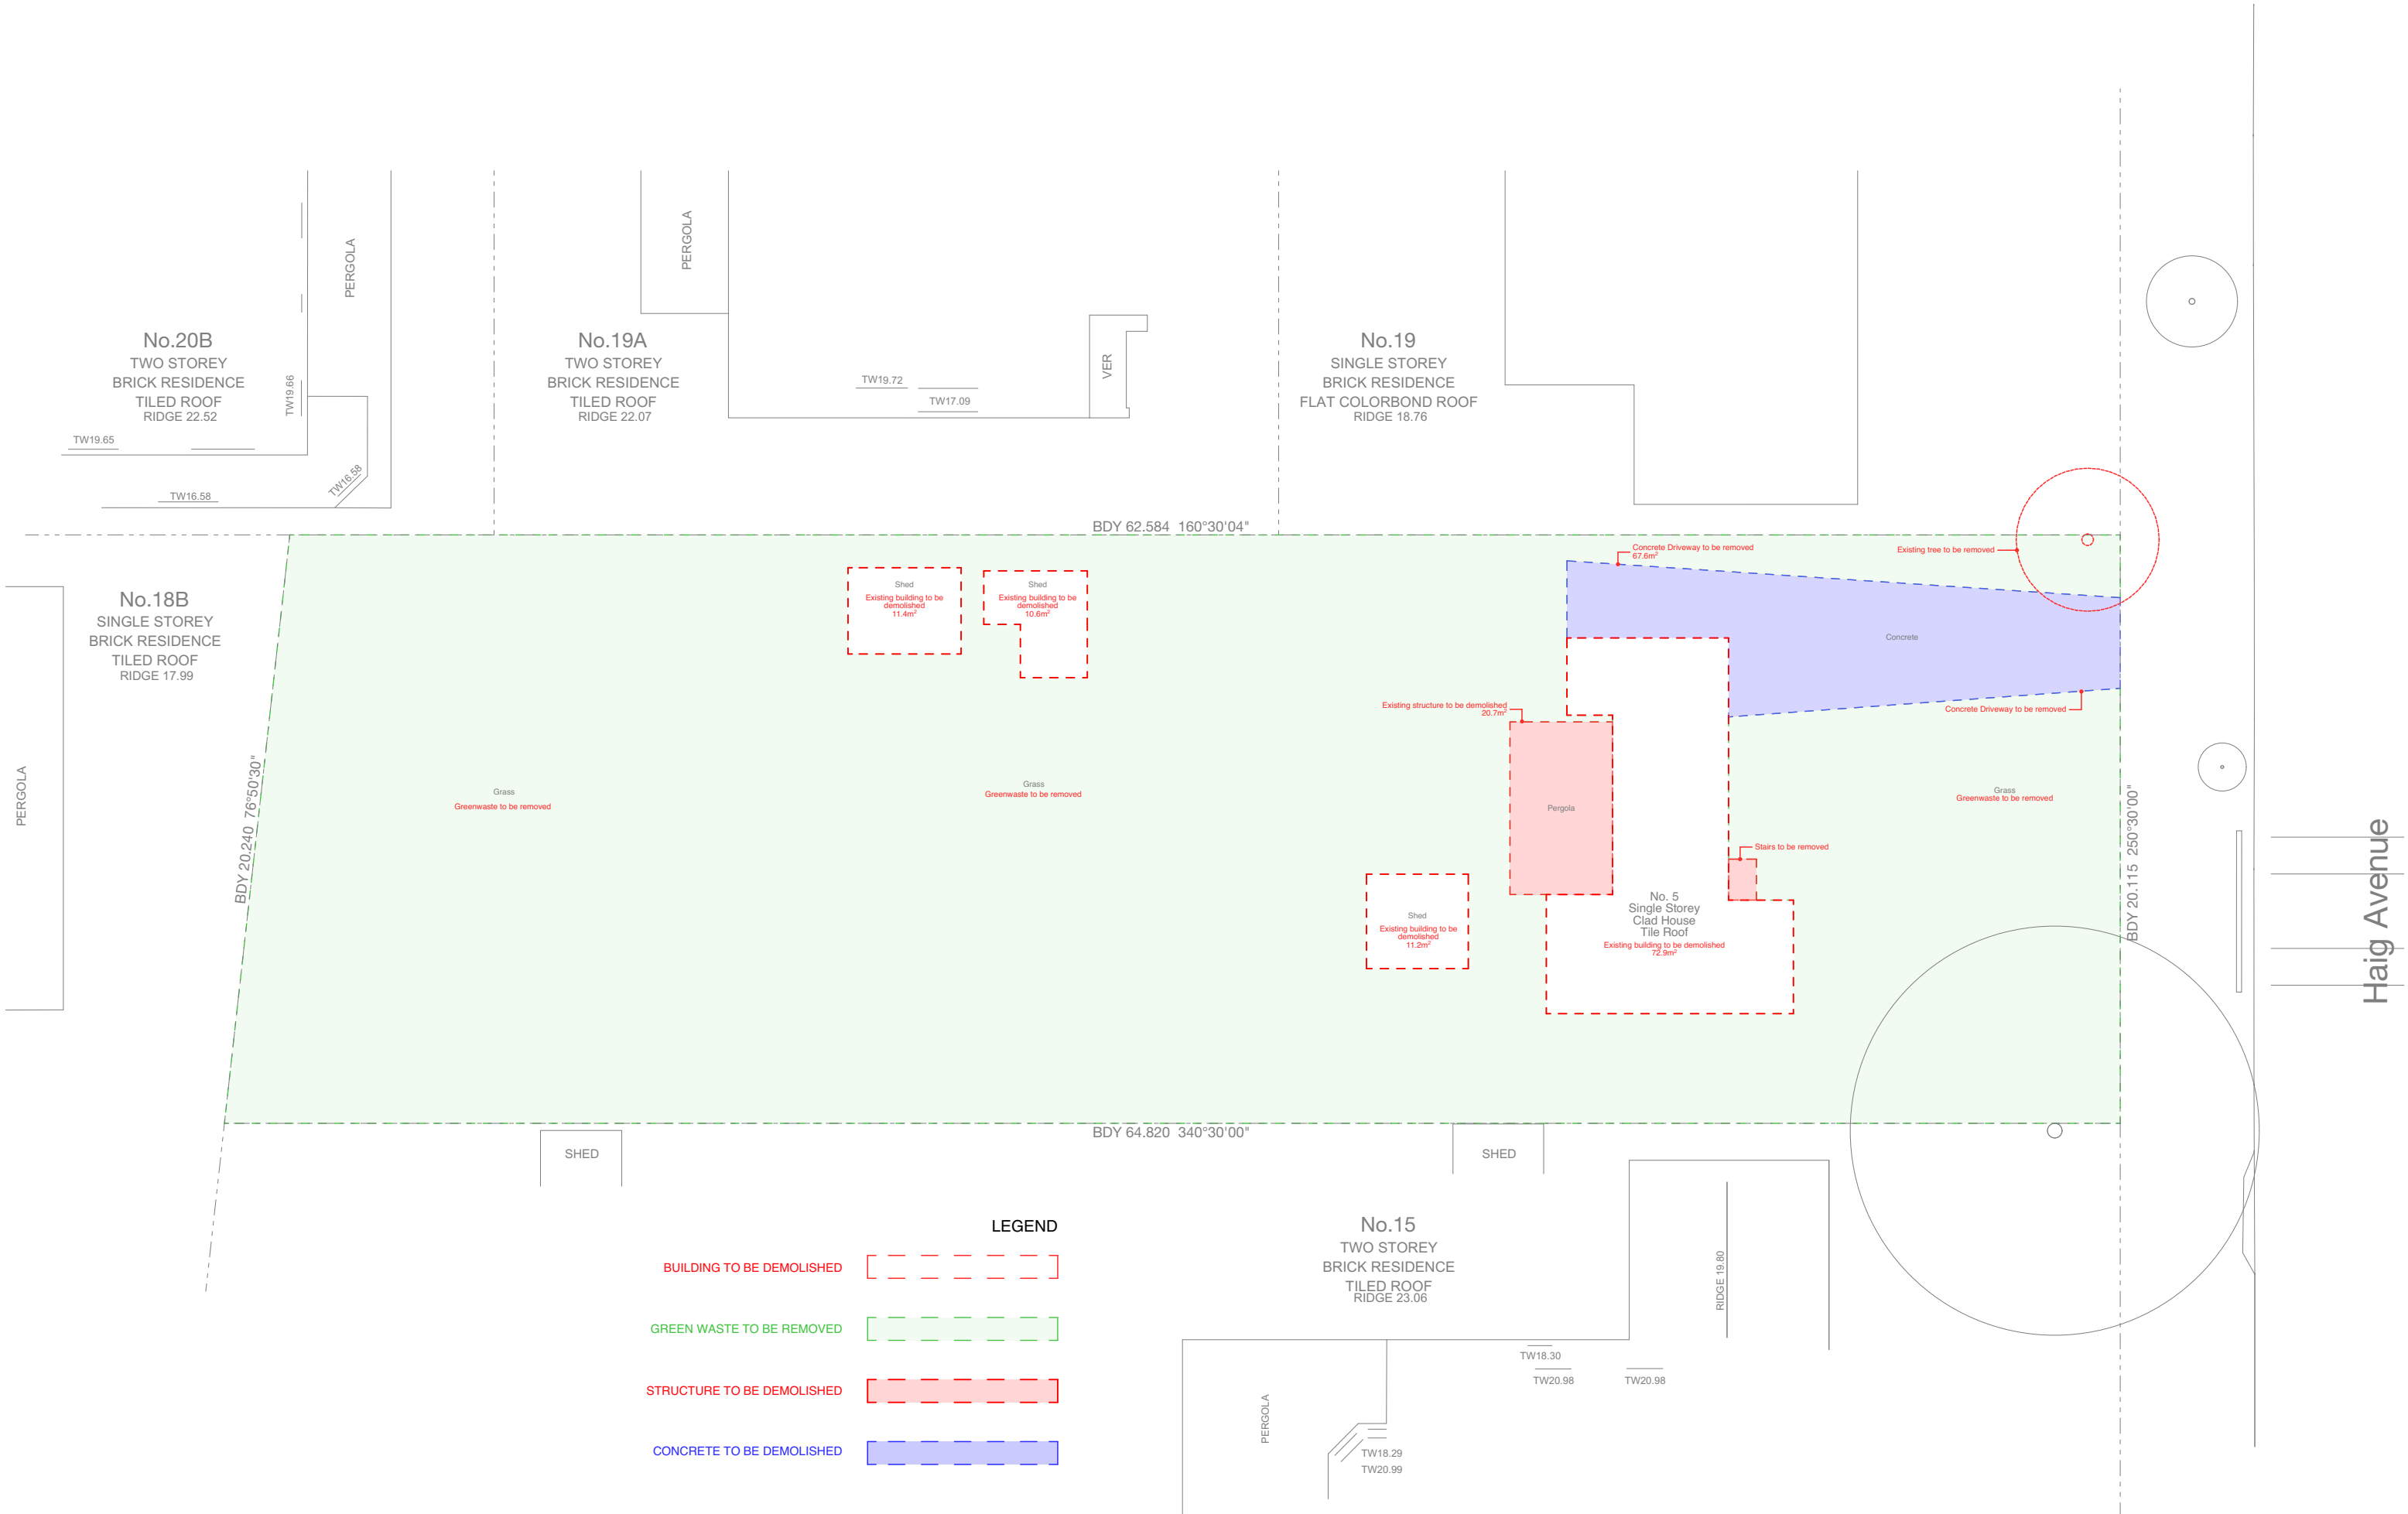 No.20B
TWO STOREY
BRICK RESIDENCE
TILED ROOF
RIDGE 22.52
PERGOLA
TW19.66
TW19.65
TW16.58
TW16.58
No.19A
TWO STOREY
BRICK RESIDENCE
TILED ROOF
RIDGE 22.07
PERGOLA
TW19.72
TW17.09
VER
No.19
SINGLE STOREY
BRICK RESIDENCE
FLAT COLORBOND ROOF
RIDGE 18.76
BDY 62.584 160°30'04"
No.18B
SINGLE STOREY
BRICK RESIDENCE
TILED ROOF
RIDGE 17.99
PERGOLA
BDY 20.240 76°50'30"
Shed
Existing building to be
demolished
11.4m²
Shed
Existing building to be
demolished
10.6m²
Concrete Driveway to be removed
67.6m²
Existing tree to be removed
Concrete
Existing structure to be demolished
20.7m²
Concrete Driveway to be removed
Grass
Greenwaste to be removed
Grass
Greenwaste to be removed
Pergola
Grass
Greenwaste to be removed
Stairs to be removed
Shed
Existing building to be
demolished
11.2m²
No. 5
Single Storey
Clad House
Tile Roof
Existing building to be demolished
72.9m²
BDY 20.115 250°30'00"
Haig Avenue
BDY 64.820 340°30'00"
SHED
SHED
LEGEND
BUILDING TO BE DEMOLISHED
GREEN WASTE TO BE REMOVED
STRUCTURE TO BE DEMOLISHED
CONCRETE TO BE DEMOLISHED
No.15
TWO STOREY
BRICK RESIDENCE
TILED ROOF
RIDGE 23.06
RIDGE 19.80
TW18.30
TW20.98
TW20.98
PERGOLA
TW18.29
TW20.99